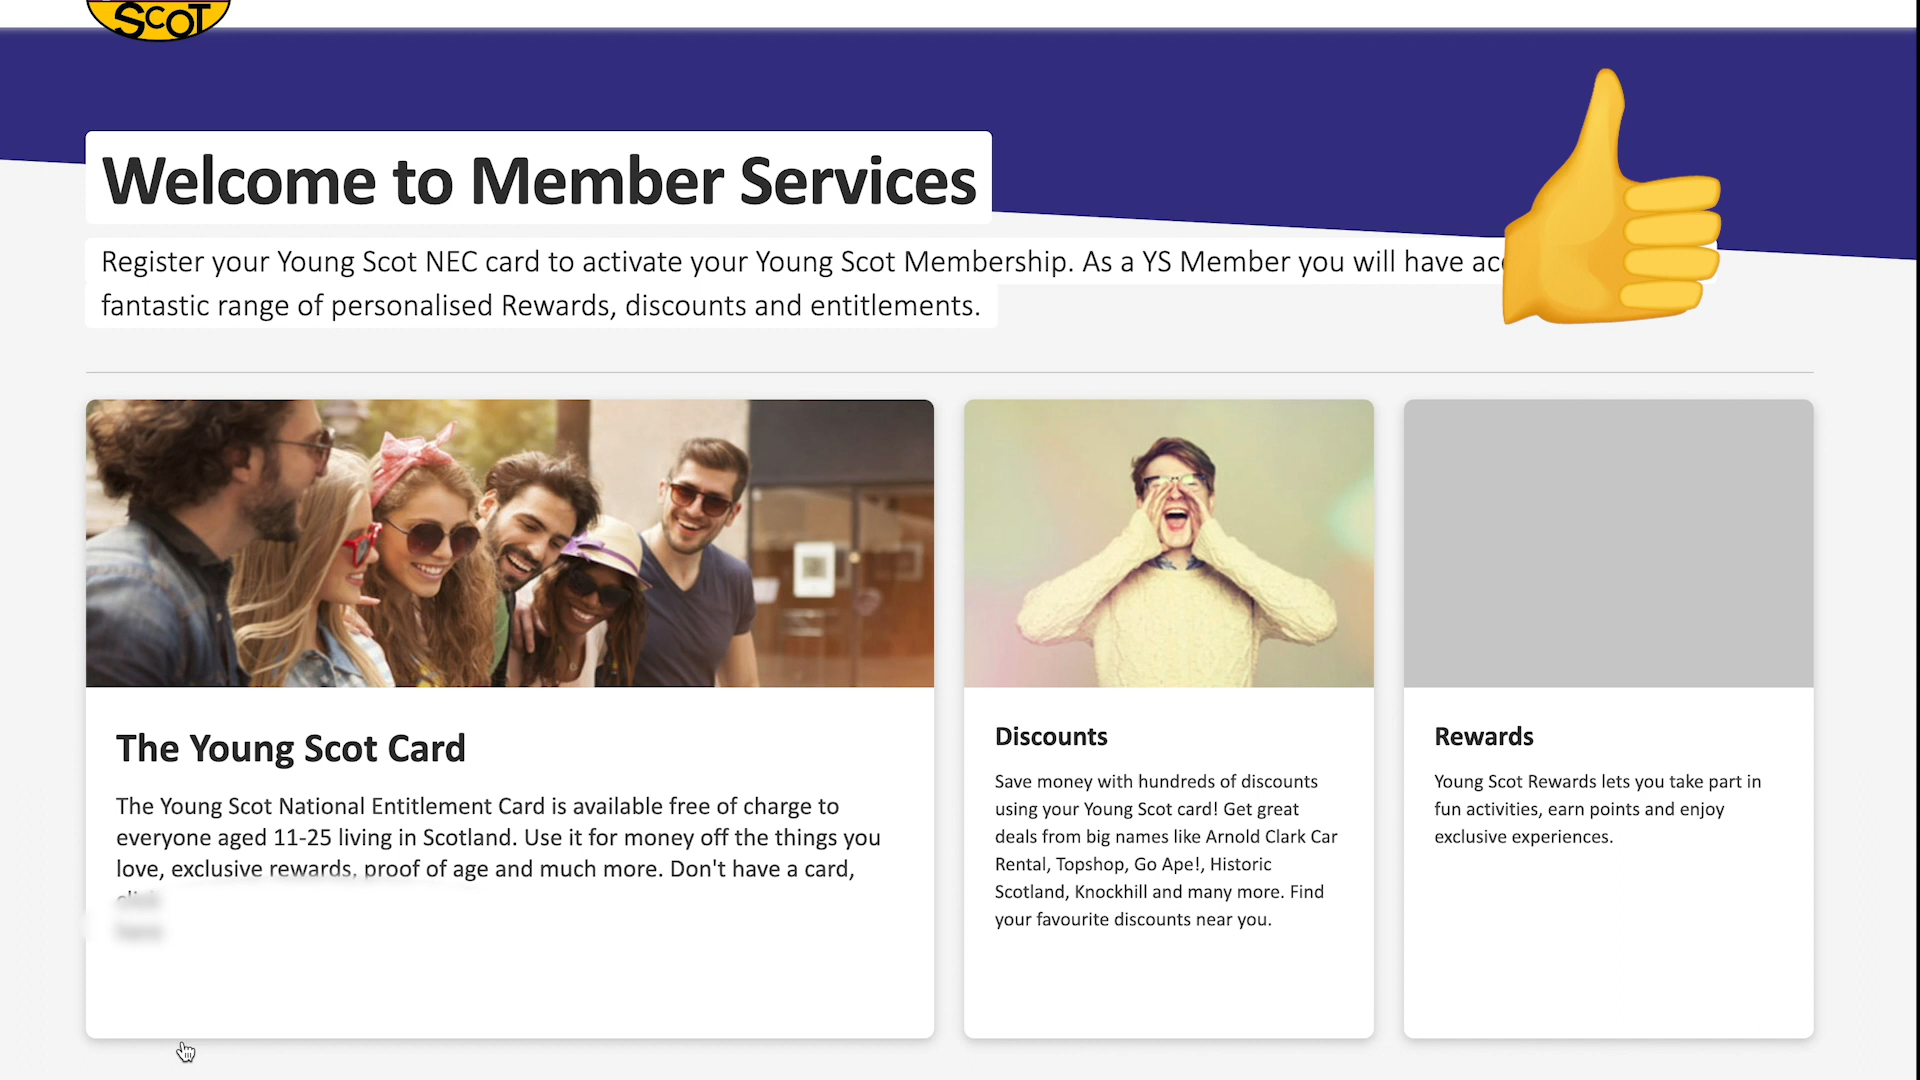 SCOT
Welcome to Member Services
Register your Young Scot NEC card to activate your Young Scot Membership. As a YS Member you will have
fantastic range of personalised Rewards, discounts and entitlements.
The Young Scot Card
The Young Scot National Entitlement Card is available free of charge to
everyone aged 11-25 living in Scotland. Use it for money off the things you
love, exclusive rewards, proof of age and much more. Don't have a card,
Discounts
Save money with hundreds of discounts
using your Young Scot card! Get great
deals from big names like Arnold Clark Car
Rental, Topshop, Go Ape!, Historic
Scotland, Knockhill and many more. Find
your favourite discounts near you.
Rewards
Young Scot Rewards lets you take part in
fun activities, earn points and enjoy
exclusive experiences.